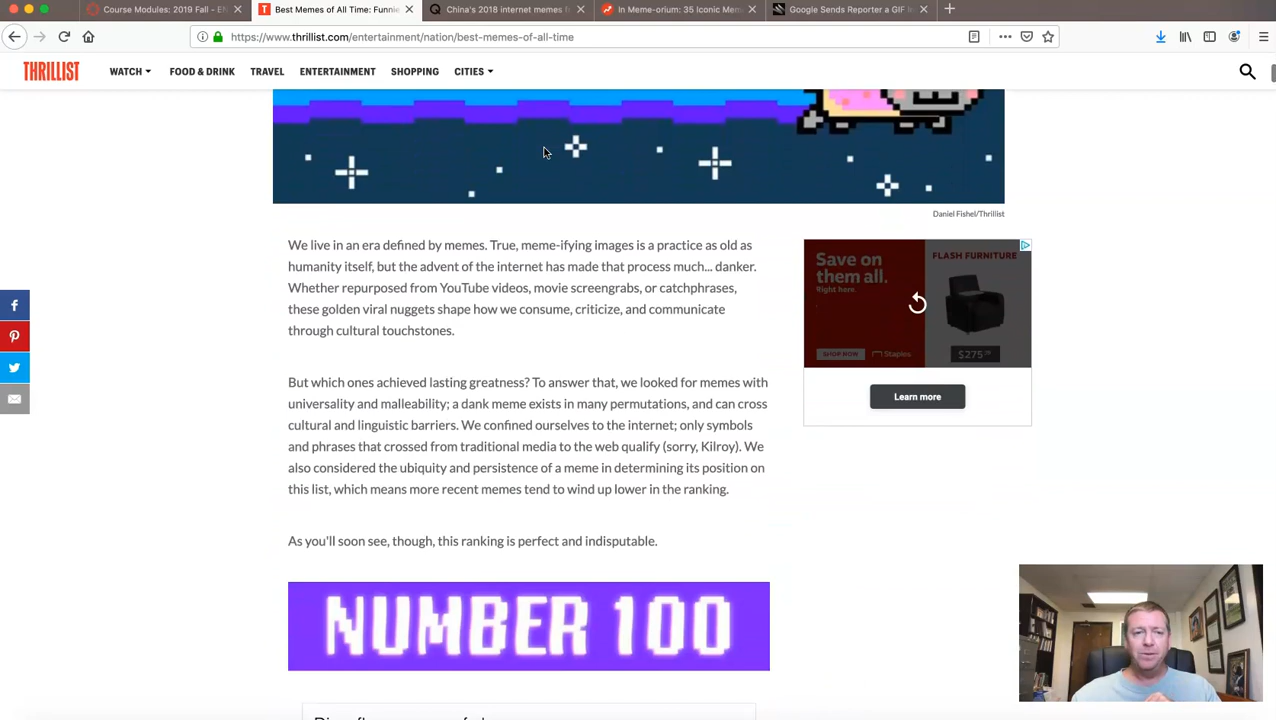 Course Modules: 2019 Fall - EN
Best Memes of All Time: Funnie
China's 2018 internet memes
In Meme-orium: 35 Iconic Mem
Google Sends Reporter a GIF I
https://www.thrillist.com/entertainment/nation/best-memes-of-all-time
THRILLIST
WATCH
FOOD & DRINK
TRAVEL
ENTERTAINMENT
SHOPPING
CITIES
Daniel Fishel/Thrillist
We live in an era defined by memes. True, meme-ifying images is a practice as old as
humanity itself, but the advent of the internet has made that process much... danker.
Whether repurposed from YouTube videos, movie screengrabs, or catchphrases,
these golden viral nuggets shape how we consume, criticize, and communicate
through cultural touchstones.
But which ones achieved lasting greatness? To answer that, we looked for memes with
universality and malleability; a dank meme exists in many permutations, and can cross
cultural and linguistic barriers. We confined ourselves to the internet; only symbols
and phrases that crossed from traditional media to the web qualify (sorry, Kilroy). We
also considered the ubiquity and persistence of a meme in determining its position on
this list, which means more recent memes tend to wind up lower in the ranking.
As you'll soon see, though, this ranking is perfect and indisputable.
NUMBER 100
Save on
them all.
Right here.
SHOP NOW
Staples
FLASH FURNITURE
$275
Learn more